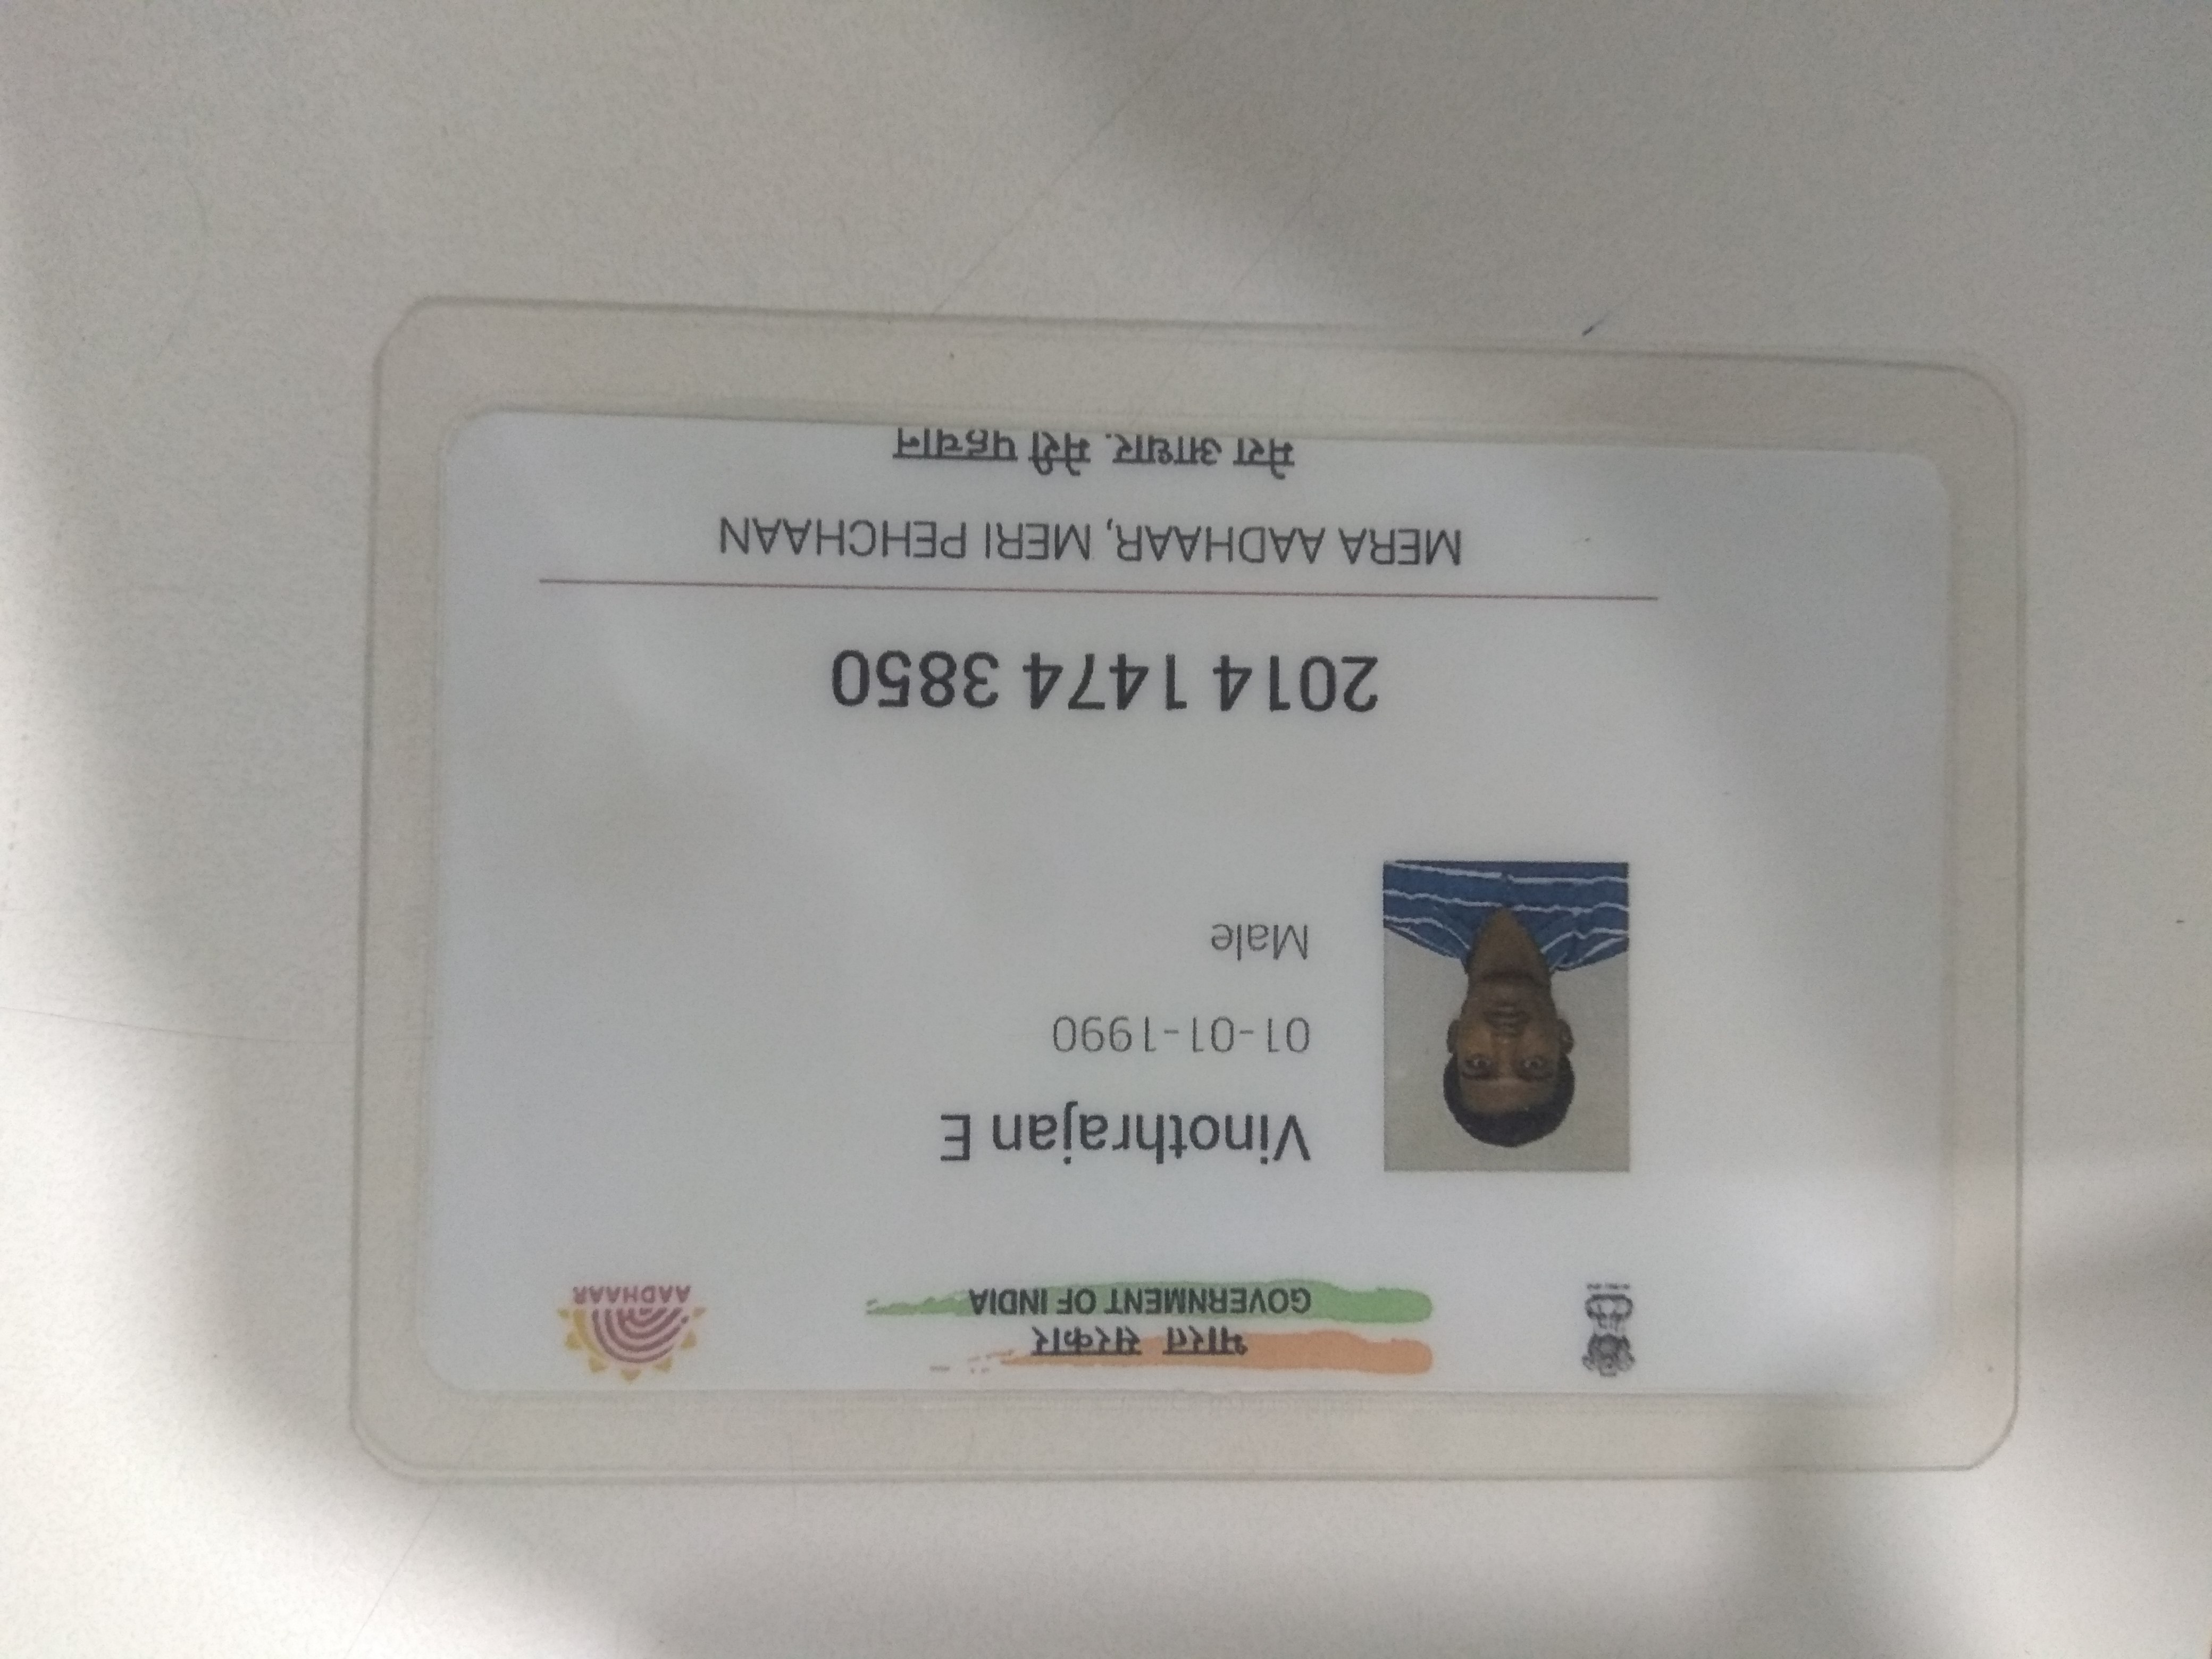 भारत सरकार
GOVERNMENT OF INDIA
AADHAAR
Vinothrajan E
01-01-1990
Male
2014 1474 3850
MERA AADHAAR, MERI PEHCHAAN
मेरा आधार, मेरी पहचान